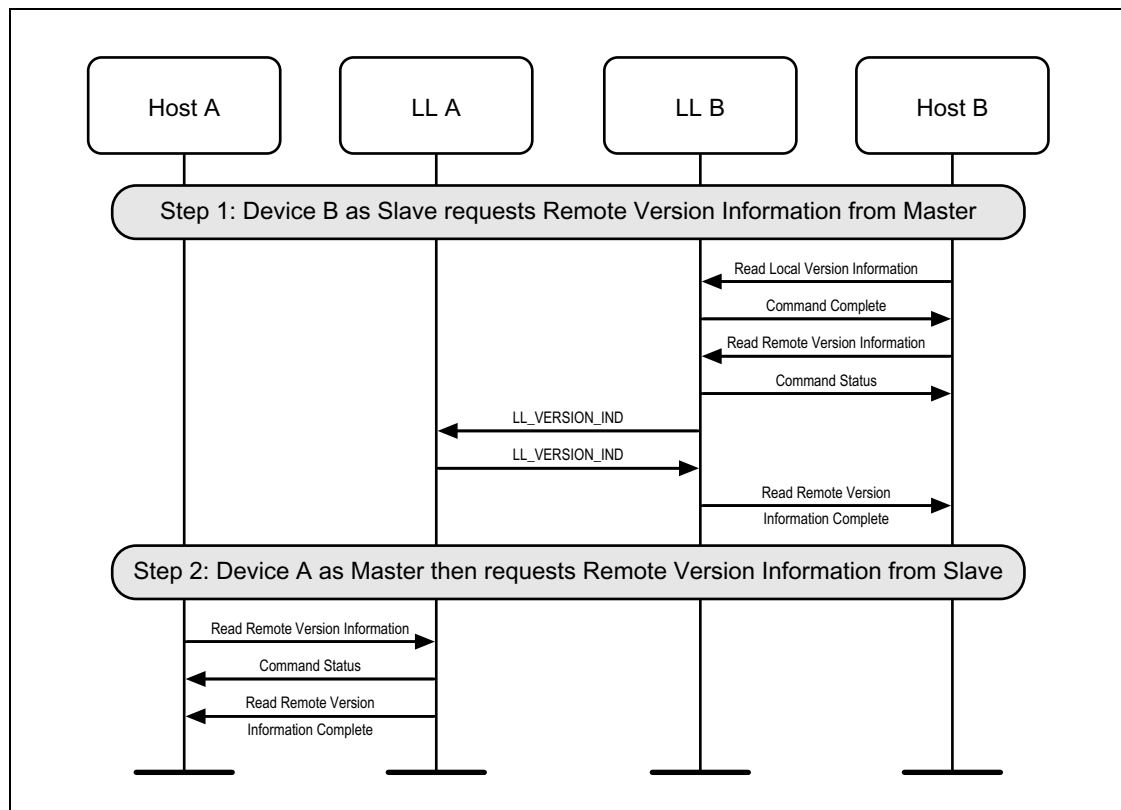 Host A
LL A
LL B
Host B
Step 1: Device B as Slave requests Remote Version Information from Master
Read Local Version Information
Command Complete
Read Remote Version Information
Command Status
LL_VERSION_IND
LL_VERSION_IND
Read Remote Version
Information Complete
Step 2: Device A as Master then requests Remote Version Information from Slave
Read Remote Version Information
Command Status
Read Remote Version
Information Complete